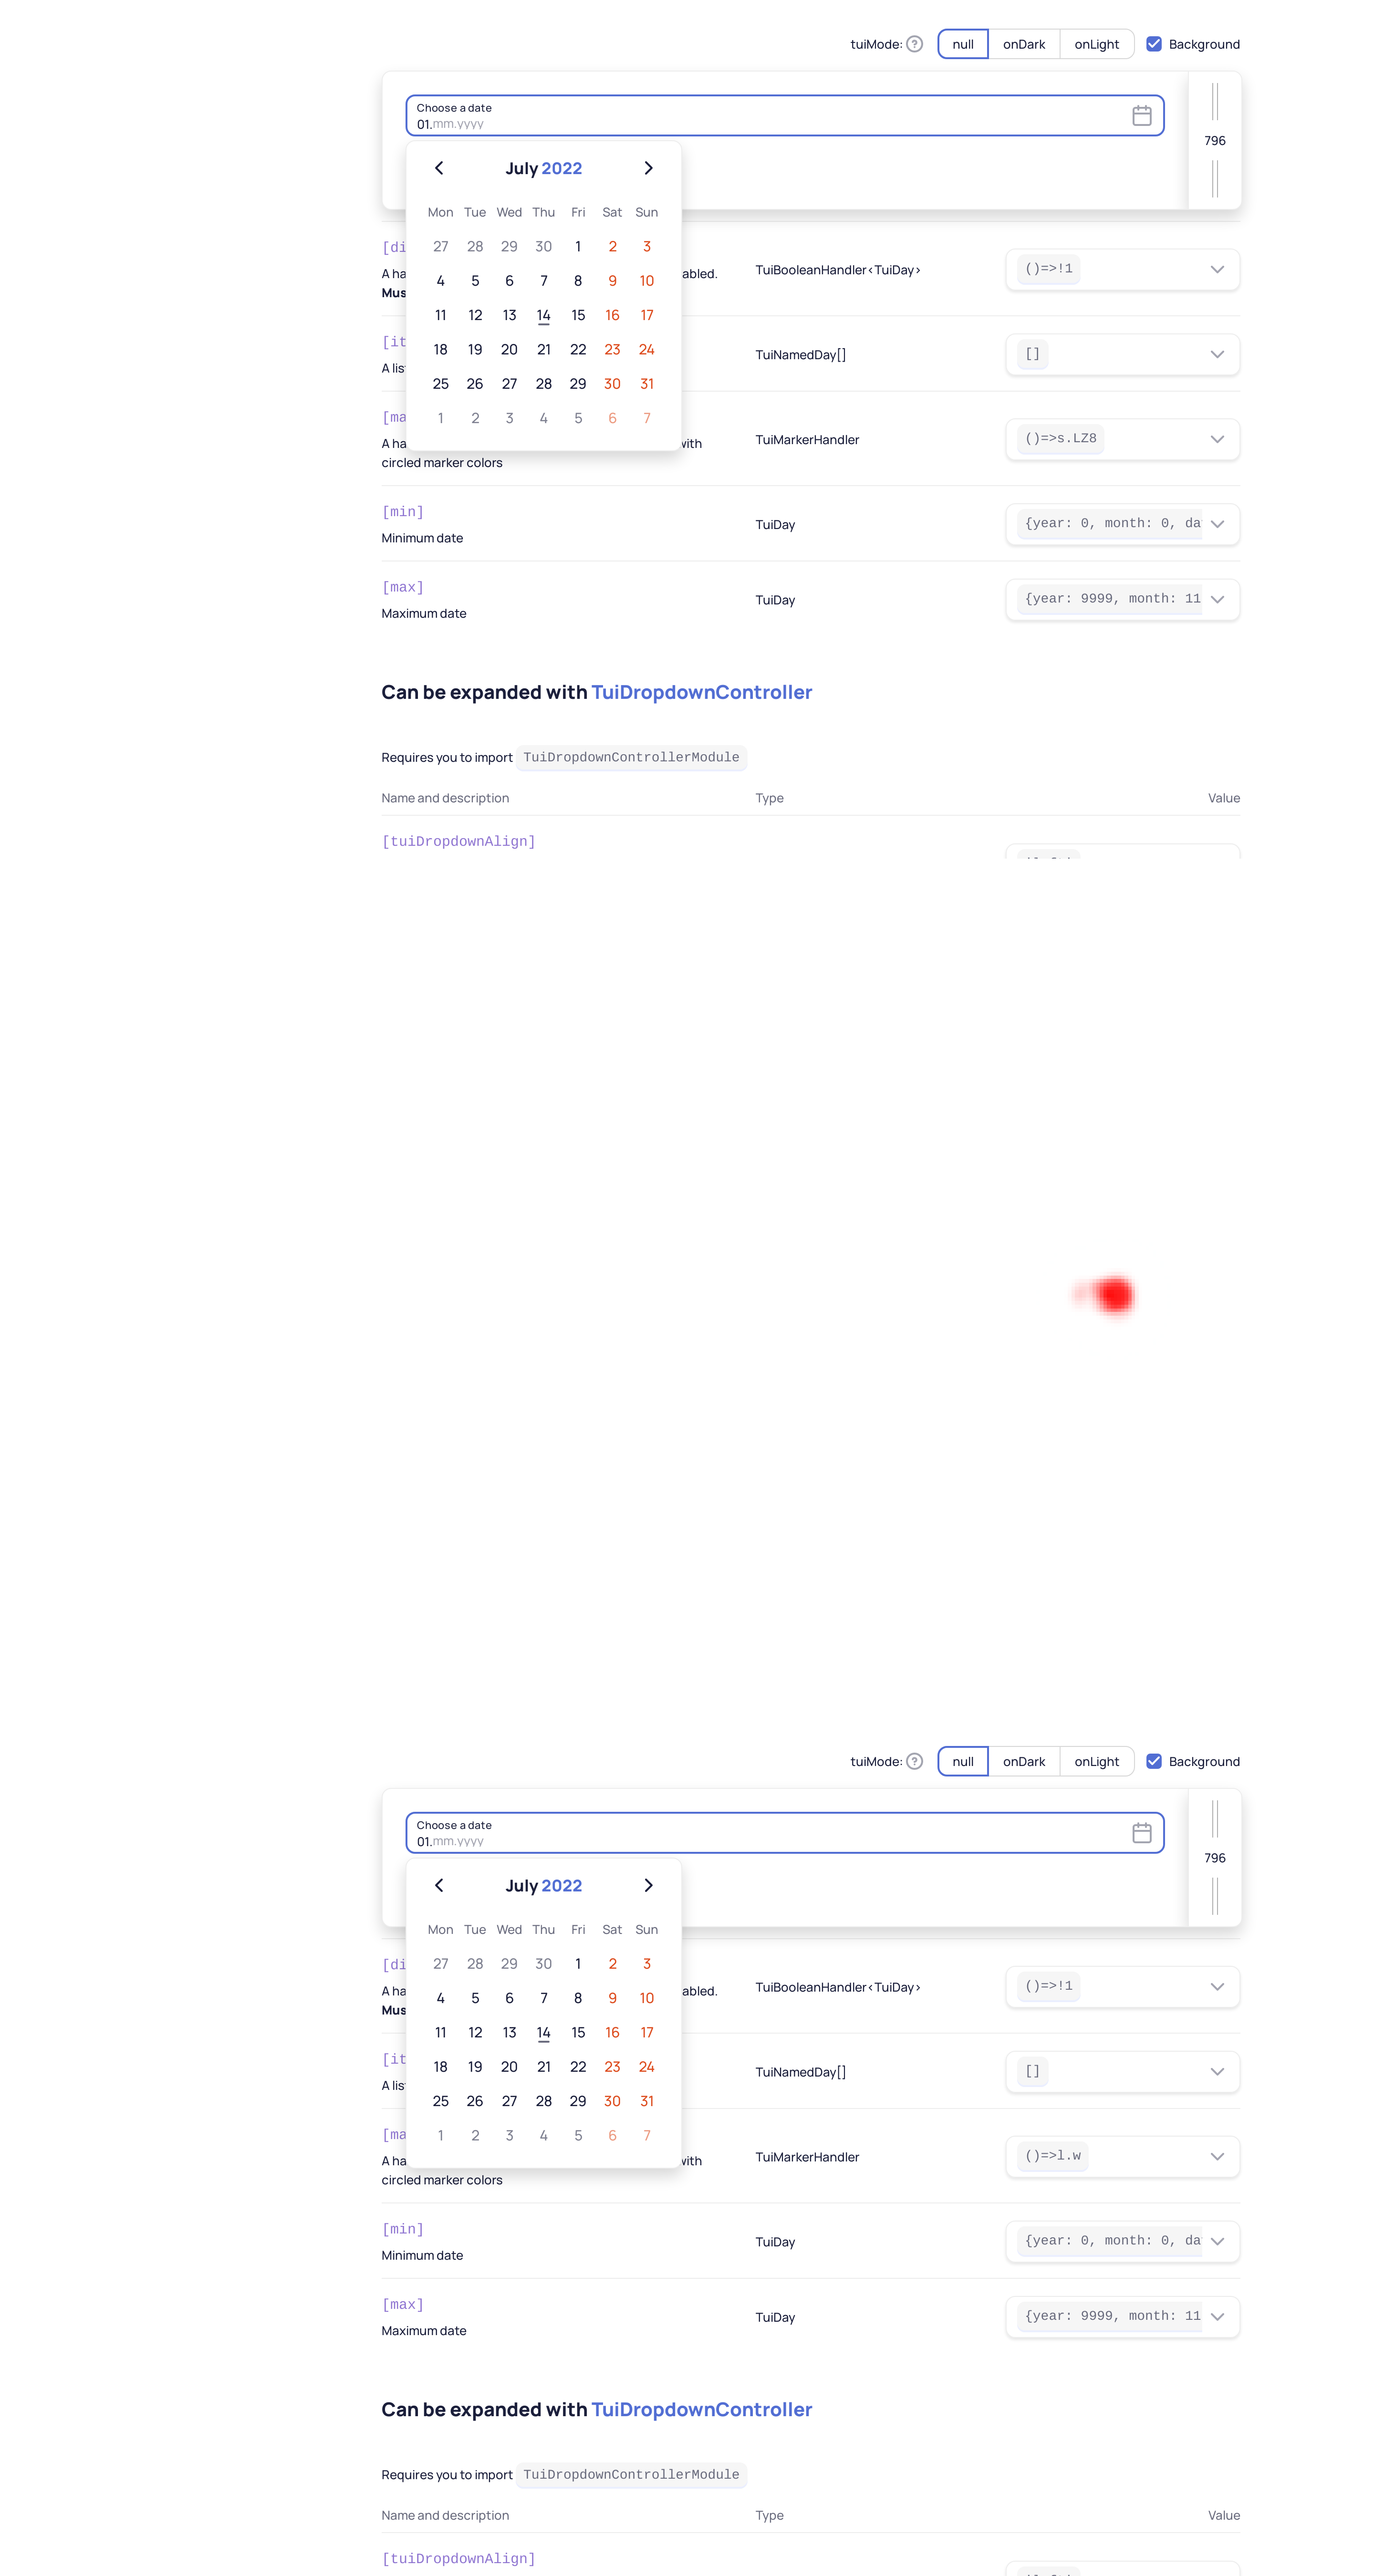 tuiMode: ? null onDark onLight Background
Choose a date
01.mm.yyyy
796
July 2022
Mon Tue Wed Thu Fri Sat Sun
27 28 29 30 1 2 3
4 5 6 7 8 9 10
11 12 13 14 15 16 17
18 19 20 21 22 23 24
25 26 27 28 29 30 31
1 2 3 4 5 6 7
[di
A ha abled.
Mus
TuiBooleanHandler<TuiDay>
()=>!1
[it
A lis
TuiNamedDay[]
[]
[ma
A ha with
circled marker colors
TuiMarkerHandler
()=>s.LZ8
[min]
Minimum date
TuiDay
{year: 0, month: 0, da
[max]
Maximum date
TuiDay
{year: 9999, month: 11
Can be expanded with TuiDropdownController
Requires you to import TuiDropdownControllerModule
Name and description Type Value
[tuiDropdownAlign]
tuiMode: ? null onDark onLight Background
Choose a date
01.mm.yyyy
796
July 2022
Mon Tue Wed Thu Fri Sat Sun
27 28 29 30 1 2 3
4 5 6 7 8 9 10
11 12 13 14 15 16 17
18 19 20 21 22 23 24
25 26 27 28 29 30 31
1 2 3 4 5 6 7
[di
A ha abled.
Mus
TuiBooleanHandler<TuiDay>
()=>!1
[it
A lis
TuiNamedDay[]
[]
[ma
A ha with
circled marker colors
TuiMarkerHandler
()=>l.w
[min]
Minimum date
TuiDay
{year: 0, month: 0, da
[max]
Maximum date
TuiDay
{year: 9999, month: 11
Can be expanded with TuiDropdownController
Requires you to import TuiDropdownControllerModule
Name and description Type Value
[tuiDropdownAlign]